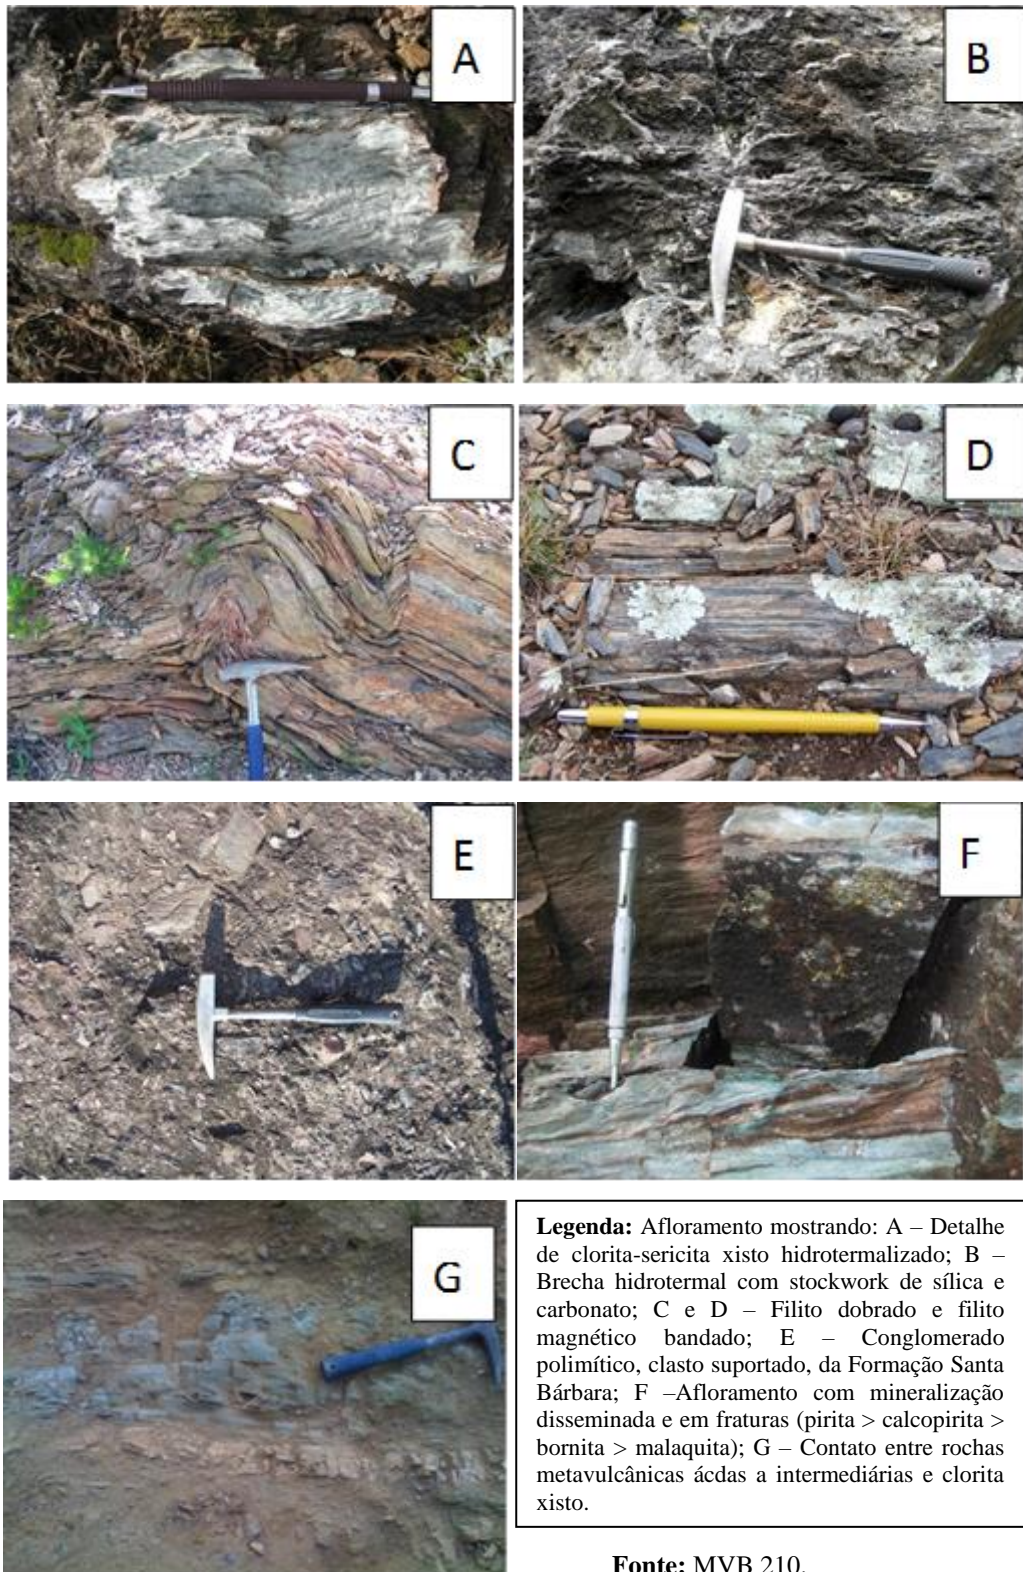 A
B
C
D
E
F
G
Legenda: Afloramento mostrando: A – Detalhe
de clorita-sericita xisto hidrotermalizado; B –
Brecha hidrotermal com stockwork de sílica e
carbonato; C e D – Filito dobrado e filito
magnético bandado; E – Conglomerado
polimítico, clasto suportado, da Formação Santa
Bárbara; F –Afloramento com mineralização
disseminada e em fraturas (pirita > calcopirita >
bornita > malaquita); G – Contato entre rochas
metavulcânicas ácdas a intermediárias e clorita
xisto.
Fonte: MVB 210.